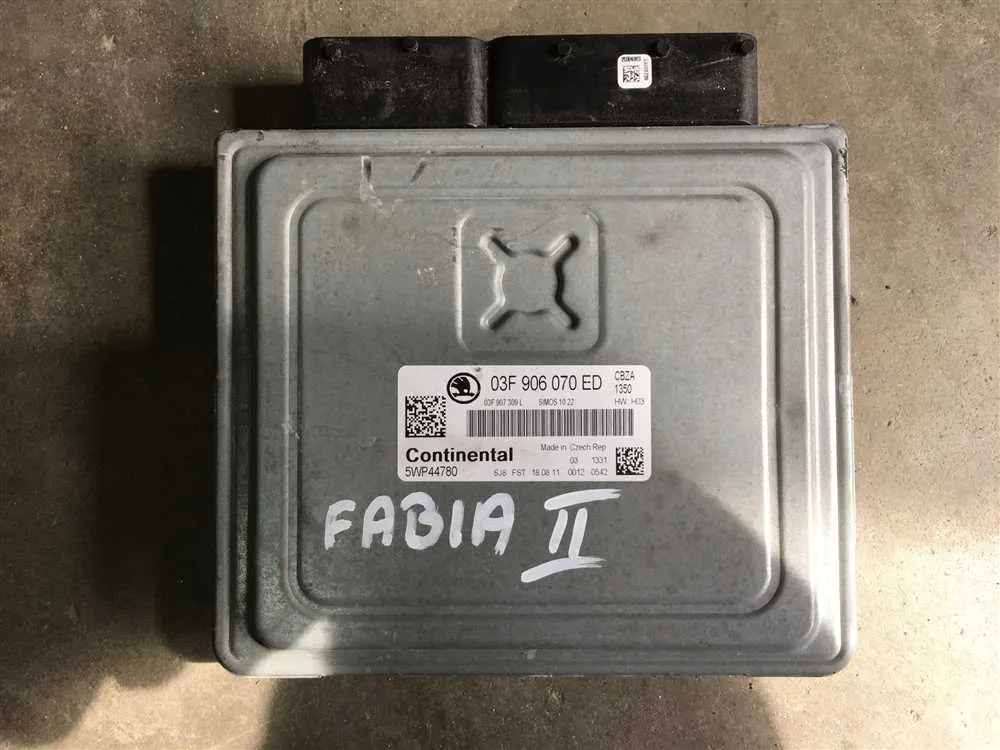 03F 906 070 ED CBZA
1350
03F 907 309 L SIMOS 10.22 HW: H03
Continental Made in Czech Rep
03 1331
5WP44780 5J6 FST 18.08.11 0012 0542
FABIA II